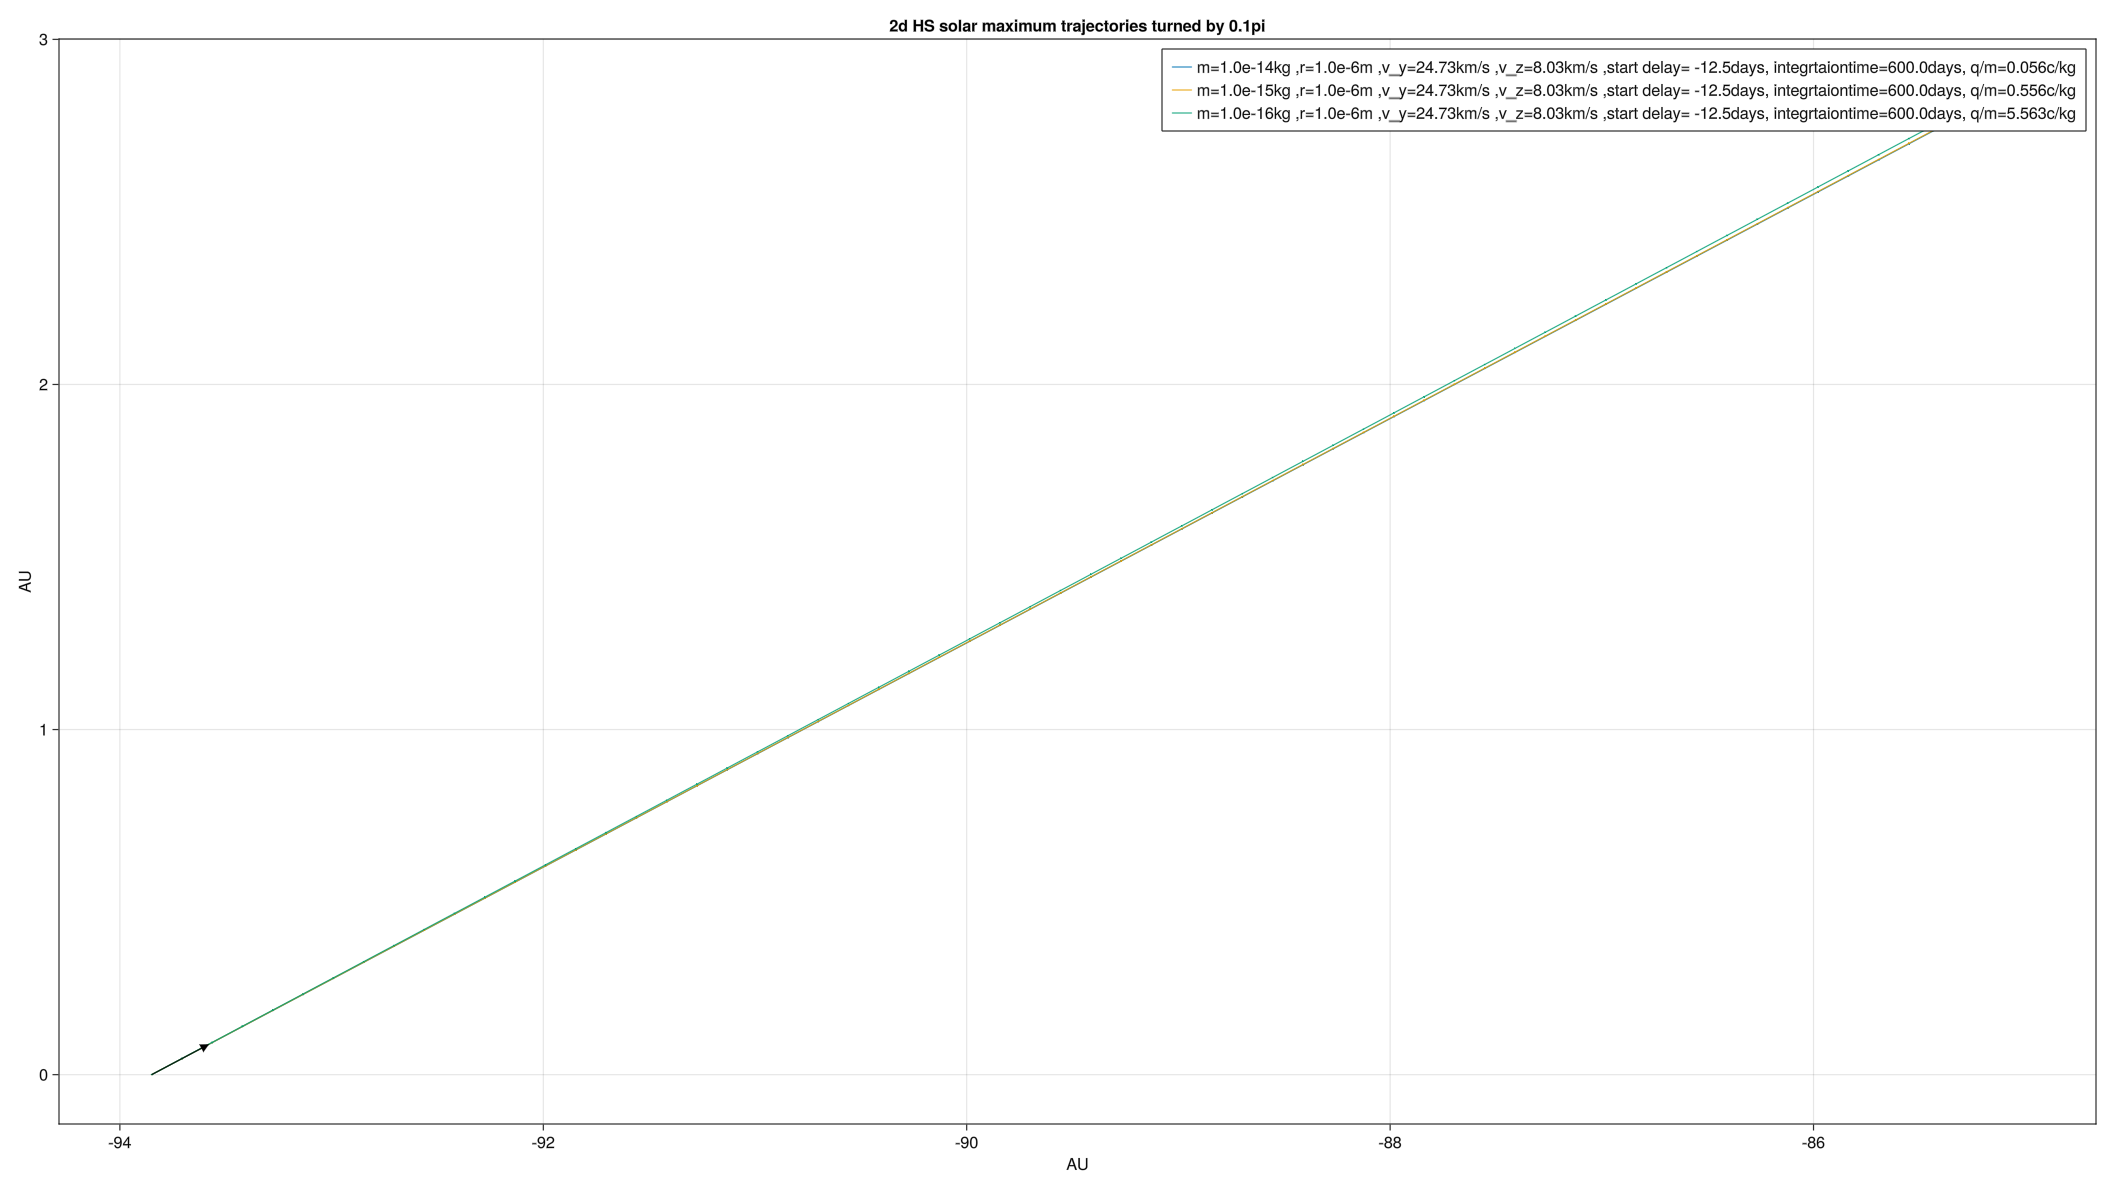 2d HS solar maximum trajectories turned by 0.1pi
m=1.0e-14kg ,r=1.0e-6m ,v_y=24.73km/s ,v_z=8.03km/s ,start delay= -12.5days, integrtaiontime=600.0days, q/m=0.056c/kg
m=1.0e-15kg ,r=1.0e-6m ,v_y=24.73km/s ,v_z=8.03km/s ,start delay= -12.5days, integrtaiontime=600.0days, q/m=0.556c/kg
m=1.0e-16kg ,r=1.0e-6m ,v_y=24.73km/s ,v_z=8.03km/s ,start delay= -12.5days, integrtaiontime=600.0days, q/m=5.563c/kg
3
2
1
0
AU
-94 -92 -90 -88 -86
AU